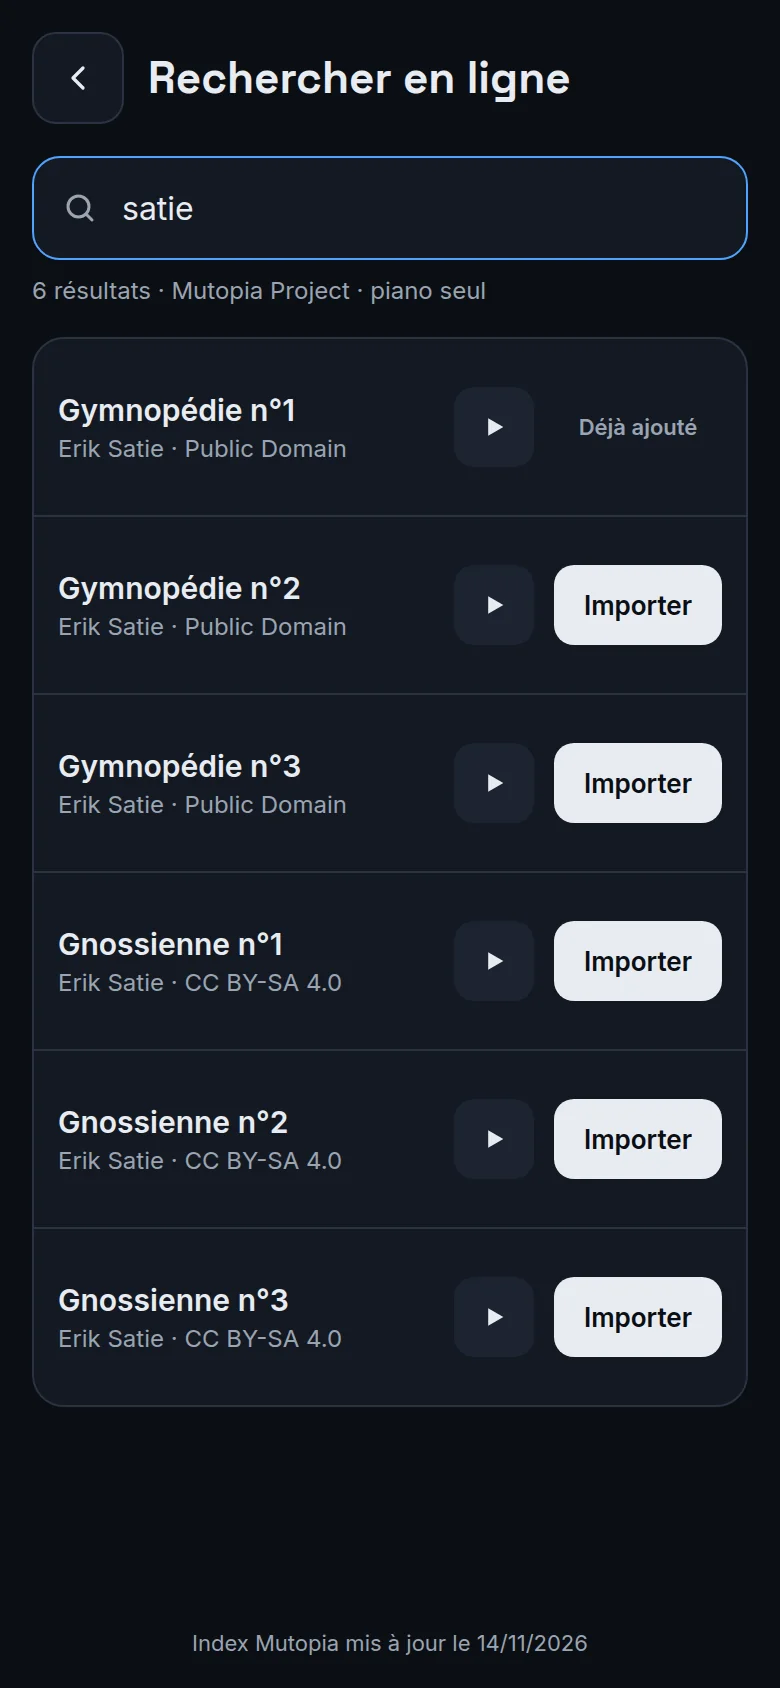 Rechercher en ligne
satie
6 résultats · Mutopia Project · piano seul
Gymnopédie n°1
Erik Satie · Public Domain
Déjà ajouté
Gymnopédie n°2
Erik Satie · Public Domain
Importer
Gymnopédie n°3
Erik Satie · Public Domain
Importer
Gnossienne n°1
Erik Satie · CC BY-SA 4.0
Importer
Gnossienne n°2
Erik Satie · CC BY-SA 4.0
Importer
Gnossienne n°3
Erik Satie · CC BY-SA 4.0
Importer
Index Mutopia mis à jour le 14/11/2026